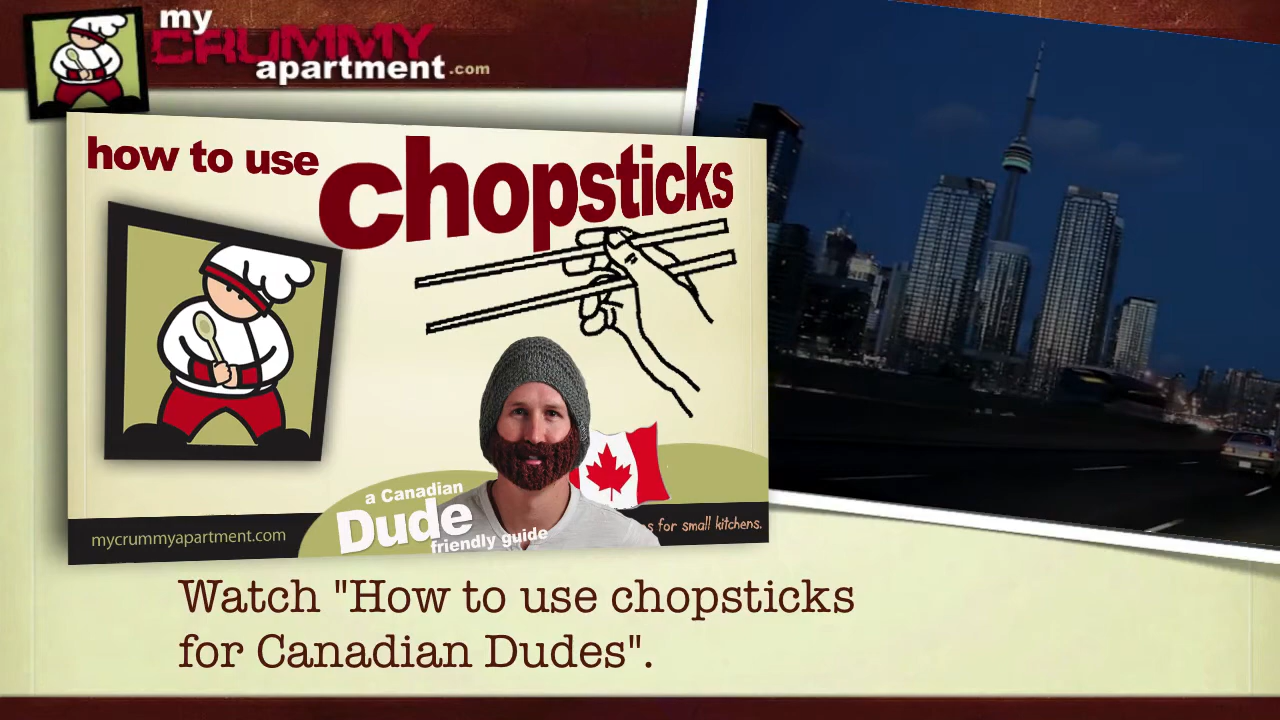 my
CRUMMY
apartment.com
how to use chopsticks
a Canadian
Dude
friendly guide
mycrummyapartment.com
for small kitchens.
Watch "How to use chopsticks
for Canadian Dudes".